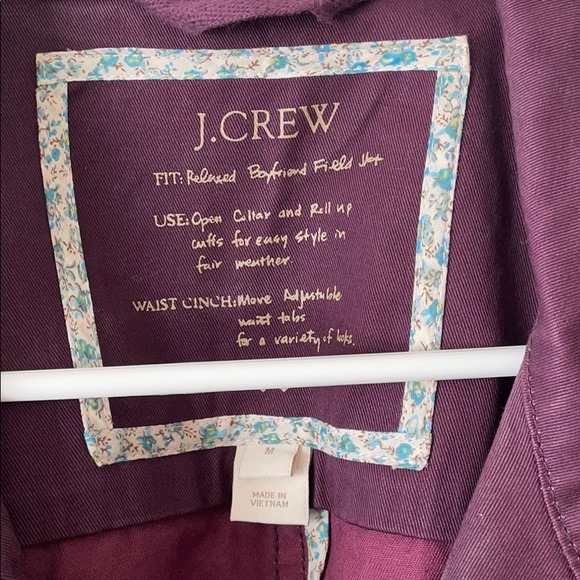 J.CREW
FIT: Relaxed Boyfriend Field Jkt
USE: Open Collar and Roll up
cuffs for easy style in
fair weather.
WAIST CINCH: Move Adjustable
waist tabs
for a variety of looks.
M
MADE IN
VIETNAM